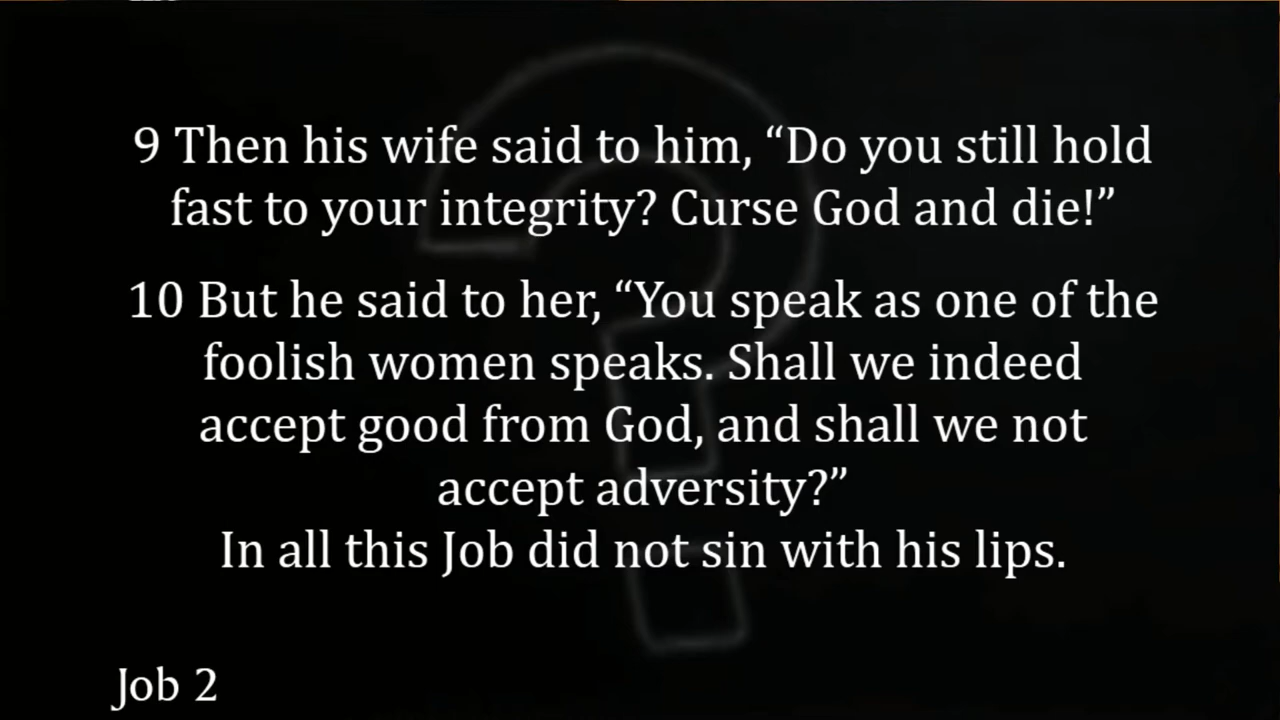 9 Then his wife said to him, “Do you still hold
fast to your integrity? Curse God and die!”
10 But he said to her, “You speak as one of the
foolish women speaks. Shall we indeed
accept good from God, and shall we not
accept adversity?”
In all this Job did not sin with his lips.
Job 2